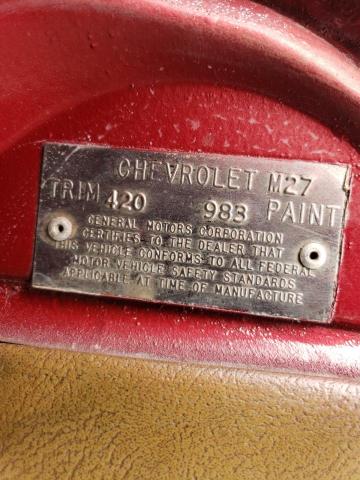 CHEVROLET M27
TRIM 420 983 PAINT
GENERAL MOTORS CORPORATION
CERTIFIES TO THE DEALER THAT
THIS VEHICLE CONFORMS TO ALL FEDERAL
MOTOR VEHICLE SAFETY STANDARDS
APPLICABLE AT TIME OF MANUFACTURE